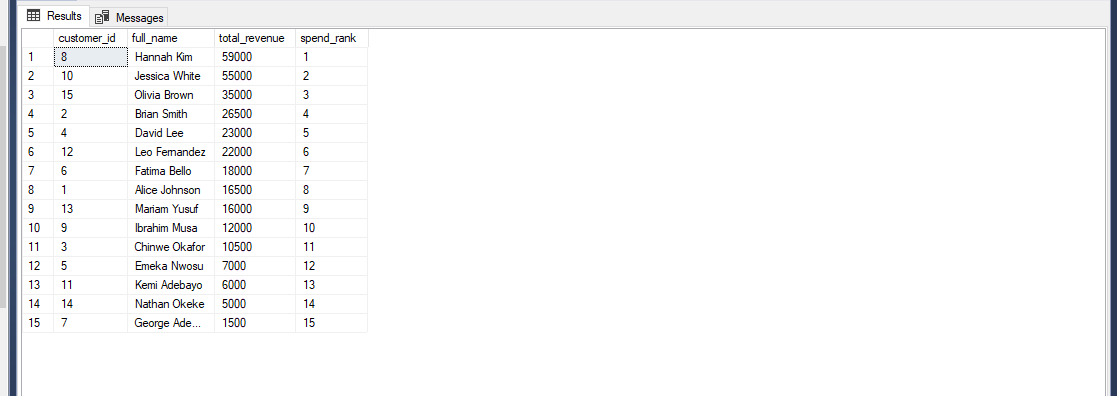 Results Messages
customer_id full_name total_revenue spend_rank
1 8 Hannah Kim 59000 1
2 10 Jessica White 55000 2
3 15 Olivia Brown 35000 3
4 2 Brian Smith 26500 4
5 4 David Lee 23000 5
6 12 Leo Fernandez 22000 6
7 6 Fatima Bello 18000 7
8 1 Alice Johnson 16500 8
9 13 Mariam Yusuf 16000 9
10 9 Ibrahim Musa 12000 10
11 3 Chinwe Okafor 10500 11
12 5 Emeka Nwosu 7000 12
13 11 Kemi Adebayo 6000 13
14 14 Nathan Okeke 5000 14
15 7 George Ade... 1500 15